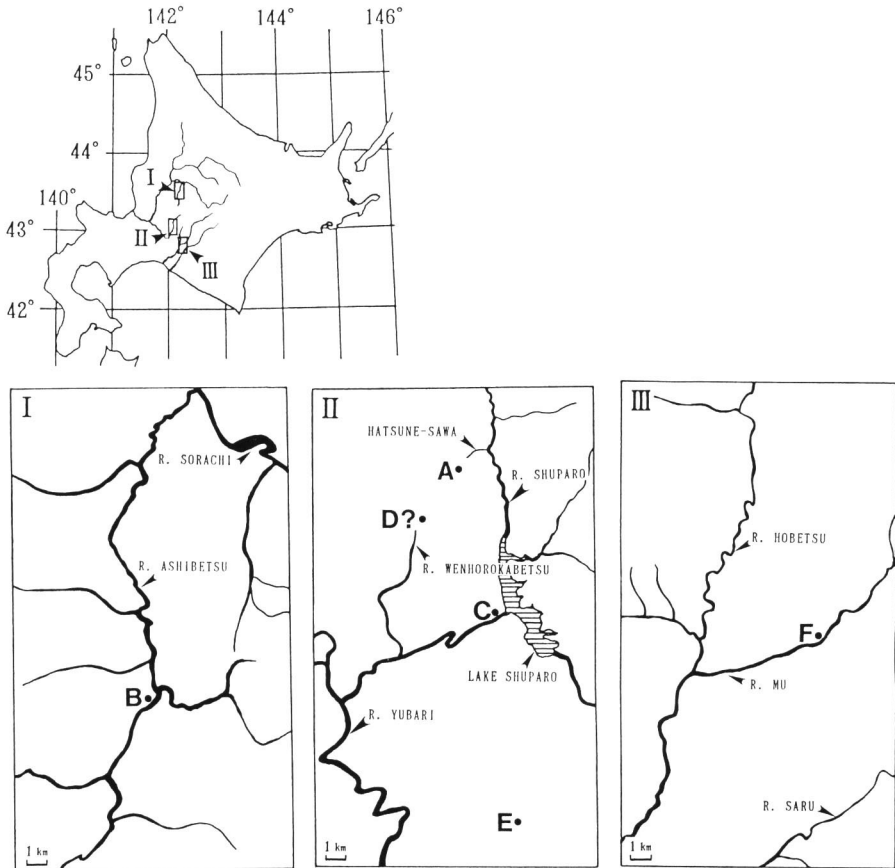 142° 144° 146°
45°
44°
I
140°
43°
II
III
42°
I
R. SORACHI
R. ASHIBETSU
B
1 km
II
HATSUNE-SAWA
A
R. SHUPARO
D?
R. WENHOROKABETSU
C
LAKE SHUPARO
R. YUBARI
E
1 km
III
R. HOBETSU
F
R. MU
R. SARU
1 km